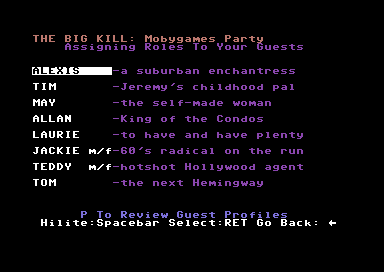 THE BIG KILL: Mobygames Party
Assigning Roles To Your Guests
ALEXIS -a suburban enchantress
TIM -Jeremy's childhood pal
MAY -the self-made woman
ALLAN -King of the Condos
LAURIE -to have and have plenty
JACKIE m/f-60's radical on the run
TEDDY m/f-hotshot Hollywood agent
TOM -the next Hemingway
P To Review Guest Profiles
Hilite:Spacebar Select:RET Go Back: ←